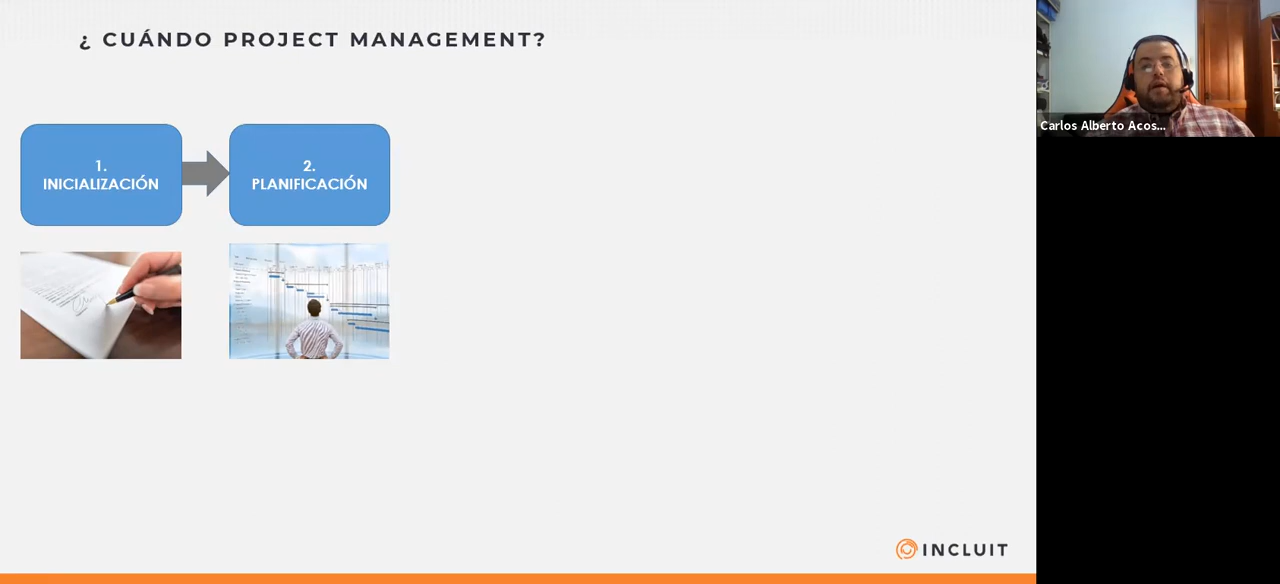 ¿ CUÁNDO PROJECT MANAGEMENT?
1.
INICIALIZACIÓN
2.
PLANIFICACIÓN
Carlos Alberto Acos...
INCLUIT